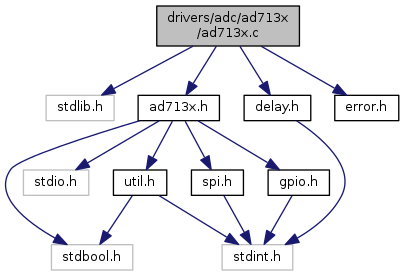 drivers/adc/ad713x
/ad713x.c
stdlib.h
ad713x.h
delay.h
error.h
stdio.h
util.h
spi.h
gpio.h
stdbool.h
stdint.h